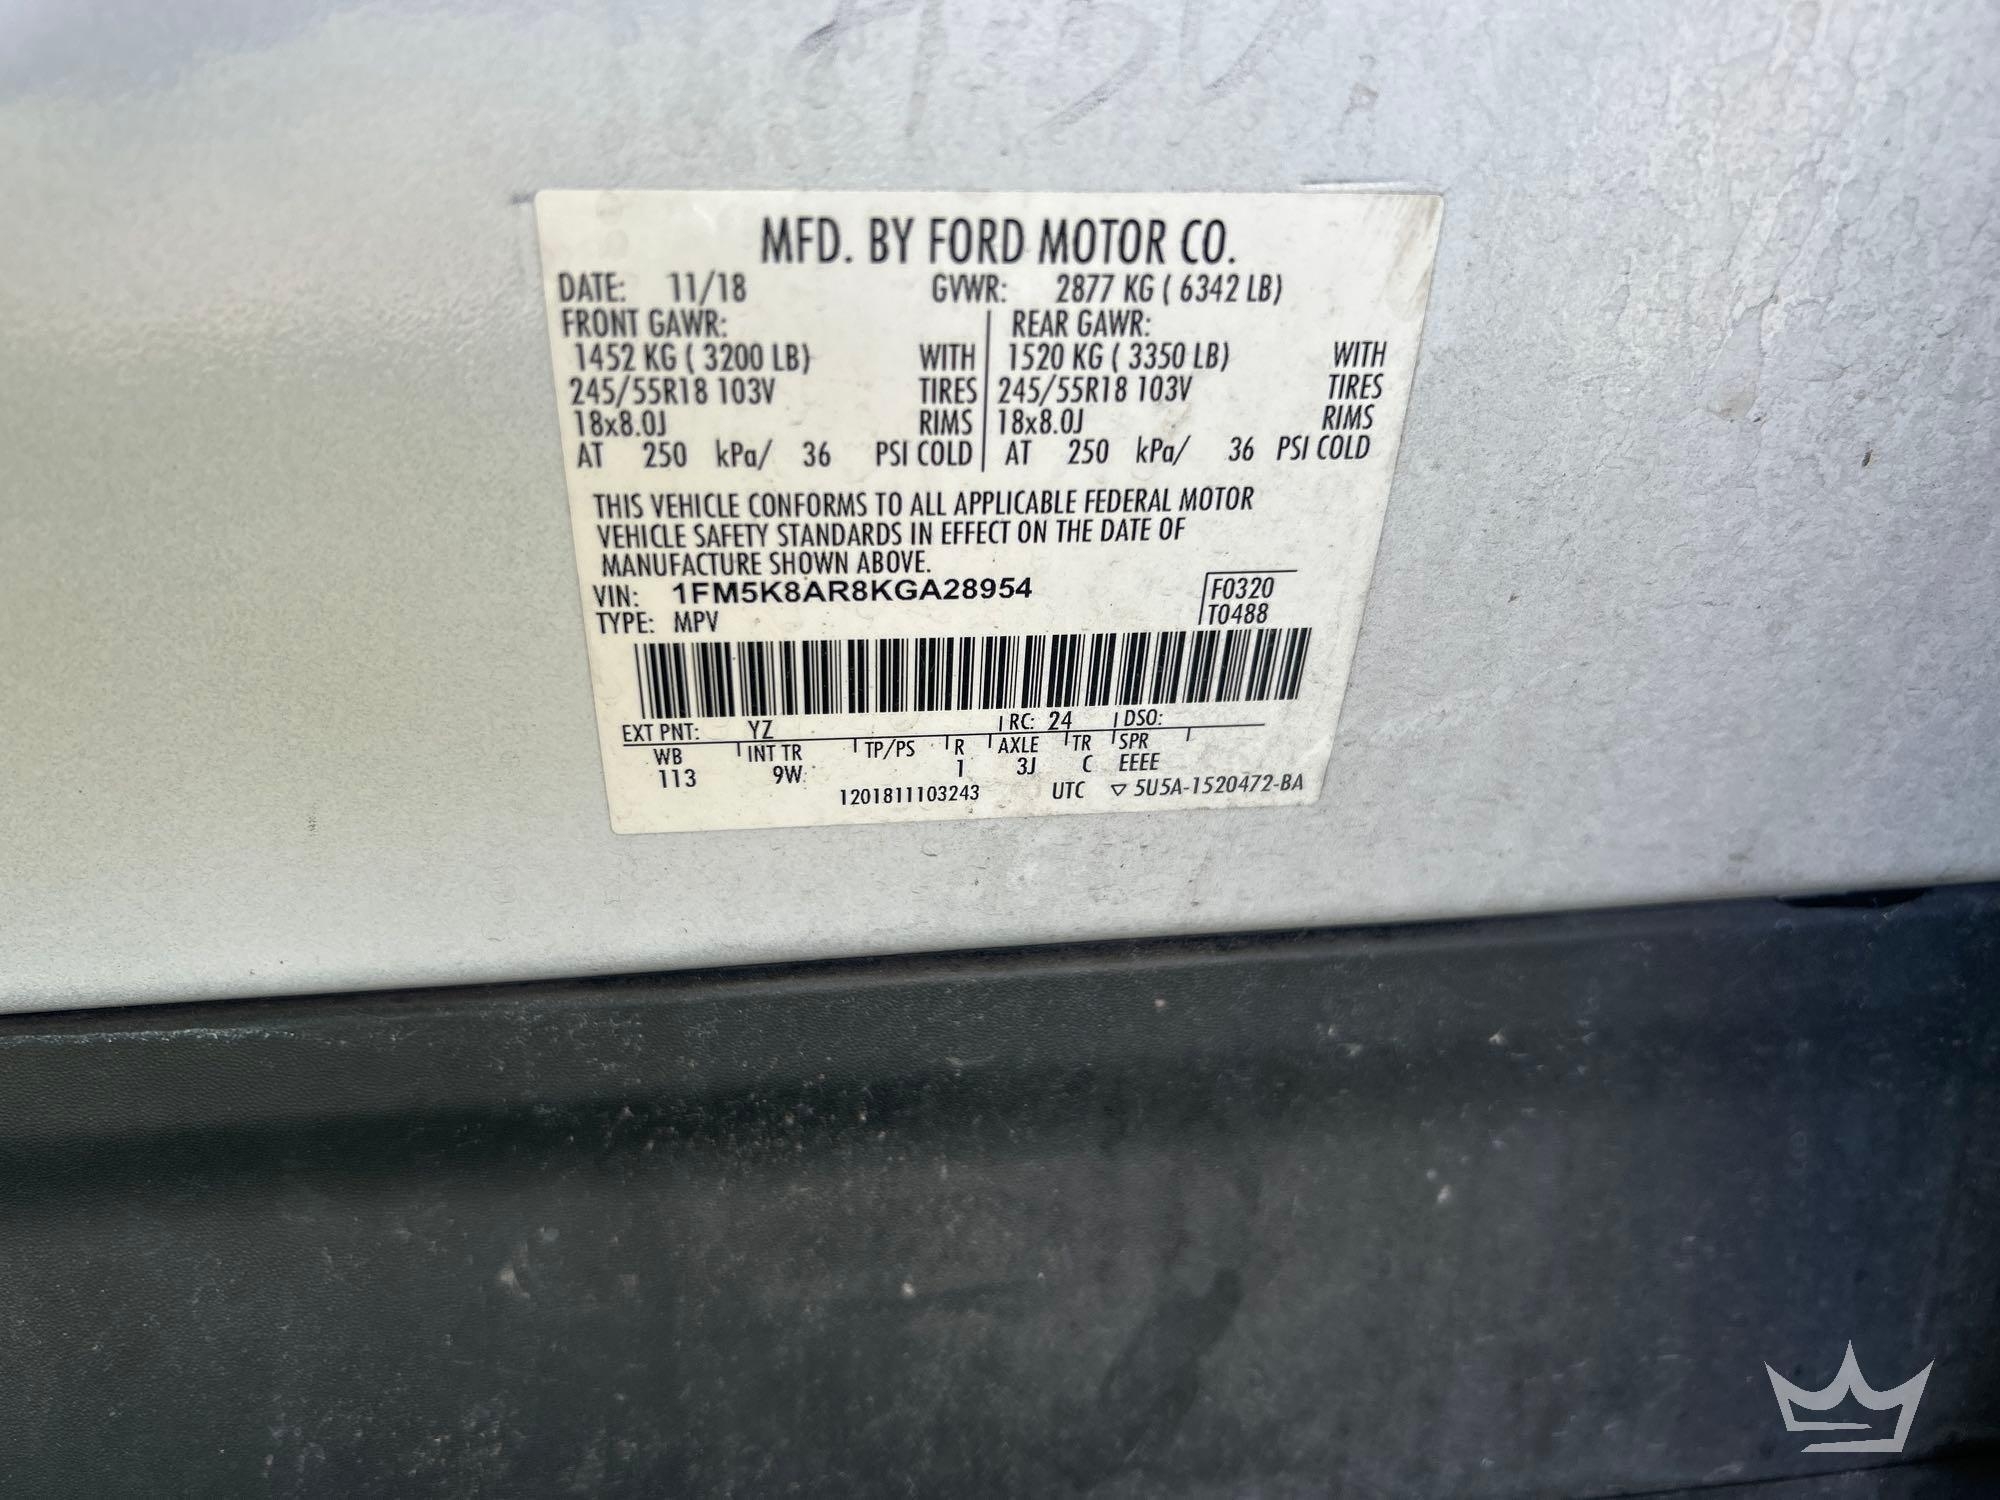 MFD. BY FORD MOTOR CO.
DATE: 11/18 GVWR: 2877 KG ( 6342 LB)
FRONT GAWR: REAR GAWR:
1452 KG ( 3200 LB) WITH 1520 KG ( 3350 LB) WITH
245/55R18 103V TIRES 245/55R18 103V TIRES
18x8.0J RIMS 18x8.0J RIMS
AT 250 kPa/ 36 PSI COLD AT 250 kPa/ 36 PSI COLD
THIS VEHICLE CONFORMS TO ALL APPLICABLE FEDERAL MOTOR
VEHICLE SAFETY STANDARDS IN EFFECT ON THE DATE OF
MANUFACTURE SHOWN ABOVE.
VIN: 1FM5K8AR8KGA28954 F0320
TYPE: MPV T0488
EXT PNT: YZ RC: 24 DSO:
WB INT TR TP/PS R AXLE TR SPR
113 9W 1 3J C EEEE
1201811103243 UTC ▽ 5U5A-1520472-BA